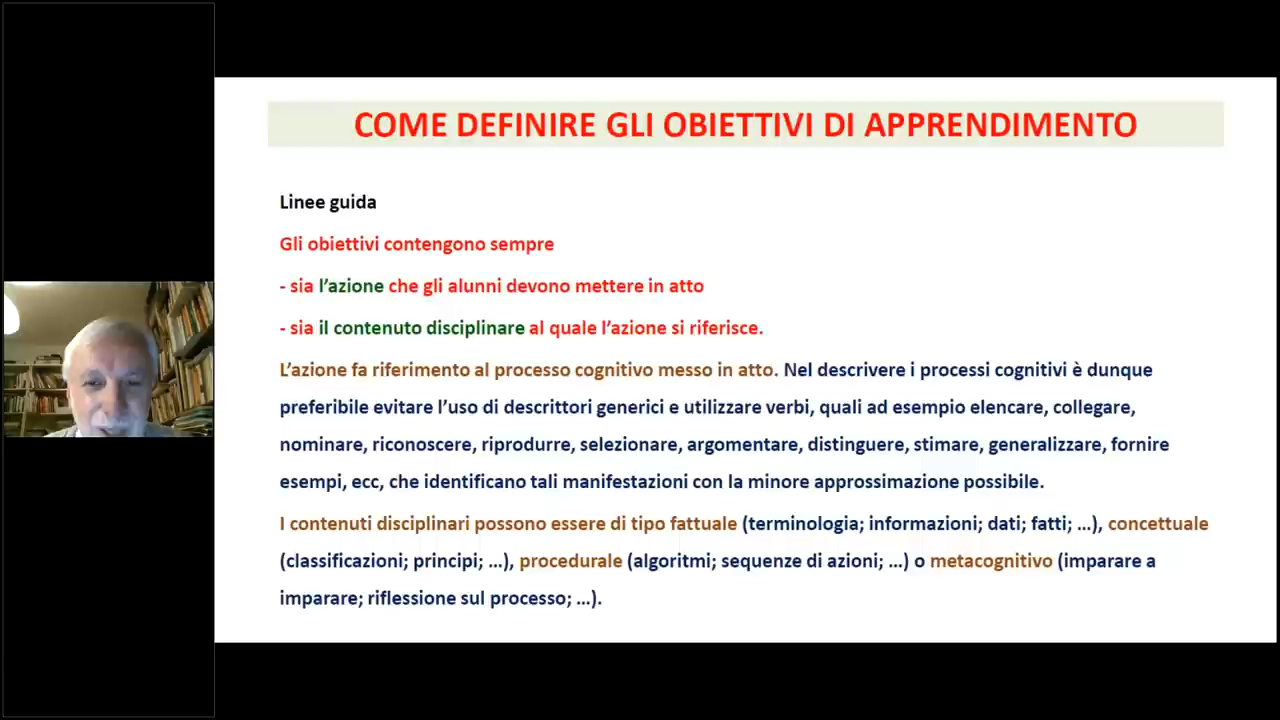 COME DEFINIRE GLI OBIETTIVI DI APPRENDIMENTO
Linee guida
Gli obiettivi contengono sempre
- sia l’azione che gli alunni devono mettere in atto
- sia il contenuto disciplinare al quale l’azione si riferisce.
L’azione fa riferimento al processo cognitivo messo in atto. Nel descrivere i processi cognitivi è dunque
preferibile evitare l’uso di descrittori generici e utilizzare verbi, quali ad esempio elencare, collegare,
nominare, riconoscere, riprodurre, selezionare, argomentare, distinguere, stimare, generalizzare, fornire
esempi, ecc, che identificano tali manifestazioni con la minore approssimazione possibile.
I contenuti disciplinari possono essere di tipo fattuale (terminologia; informazioni; dati; fatti; …), concettuale
(classificazioni; principi; …), procedurale (algoritmi; sequenze di azioni; …) o metacognitivo (imparare a
imparare; riflessione sul processo; …).